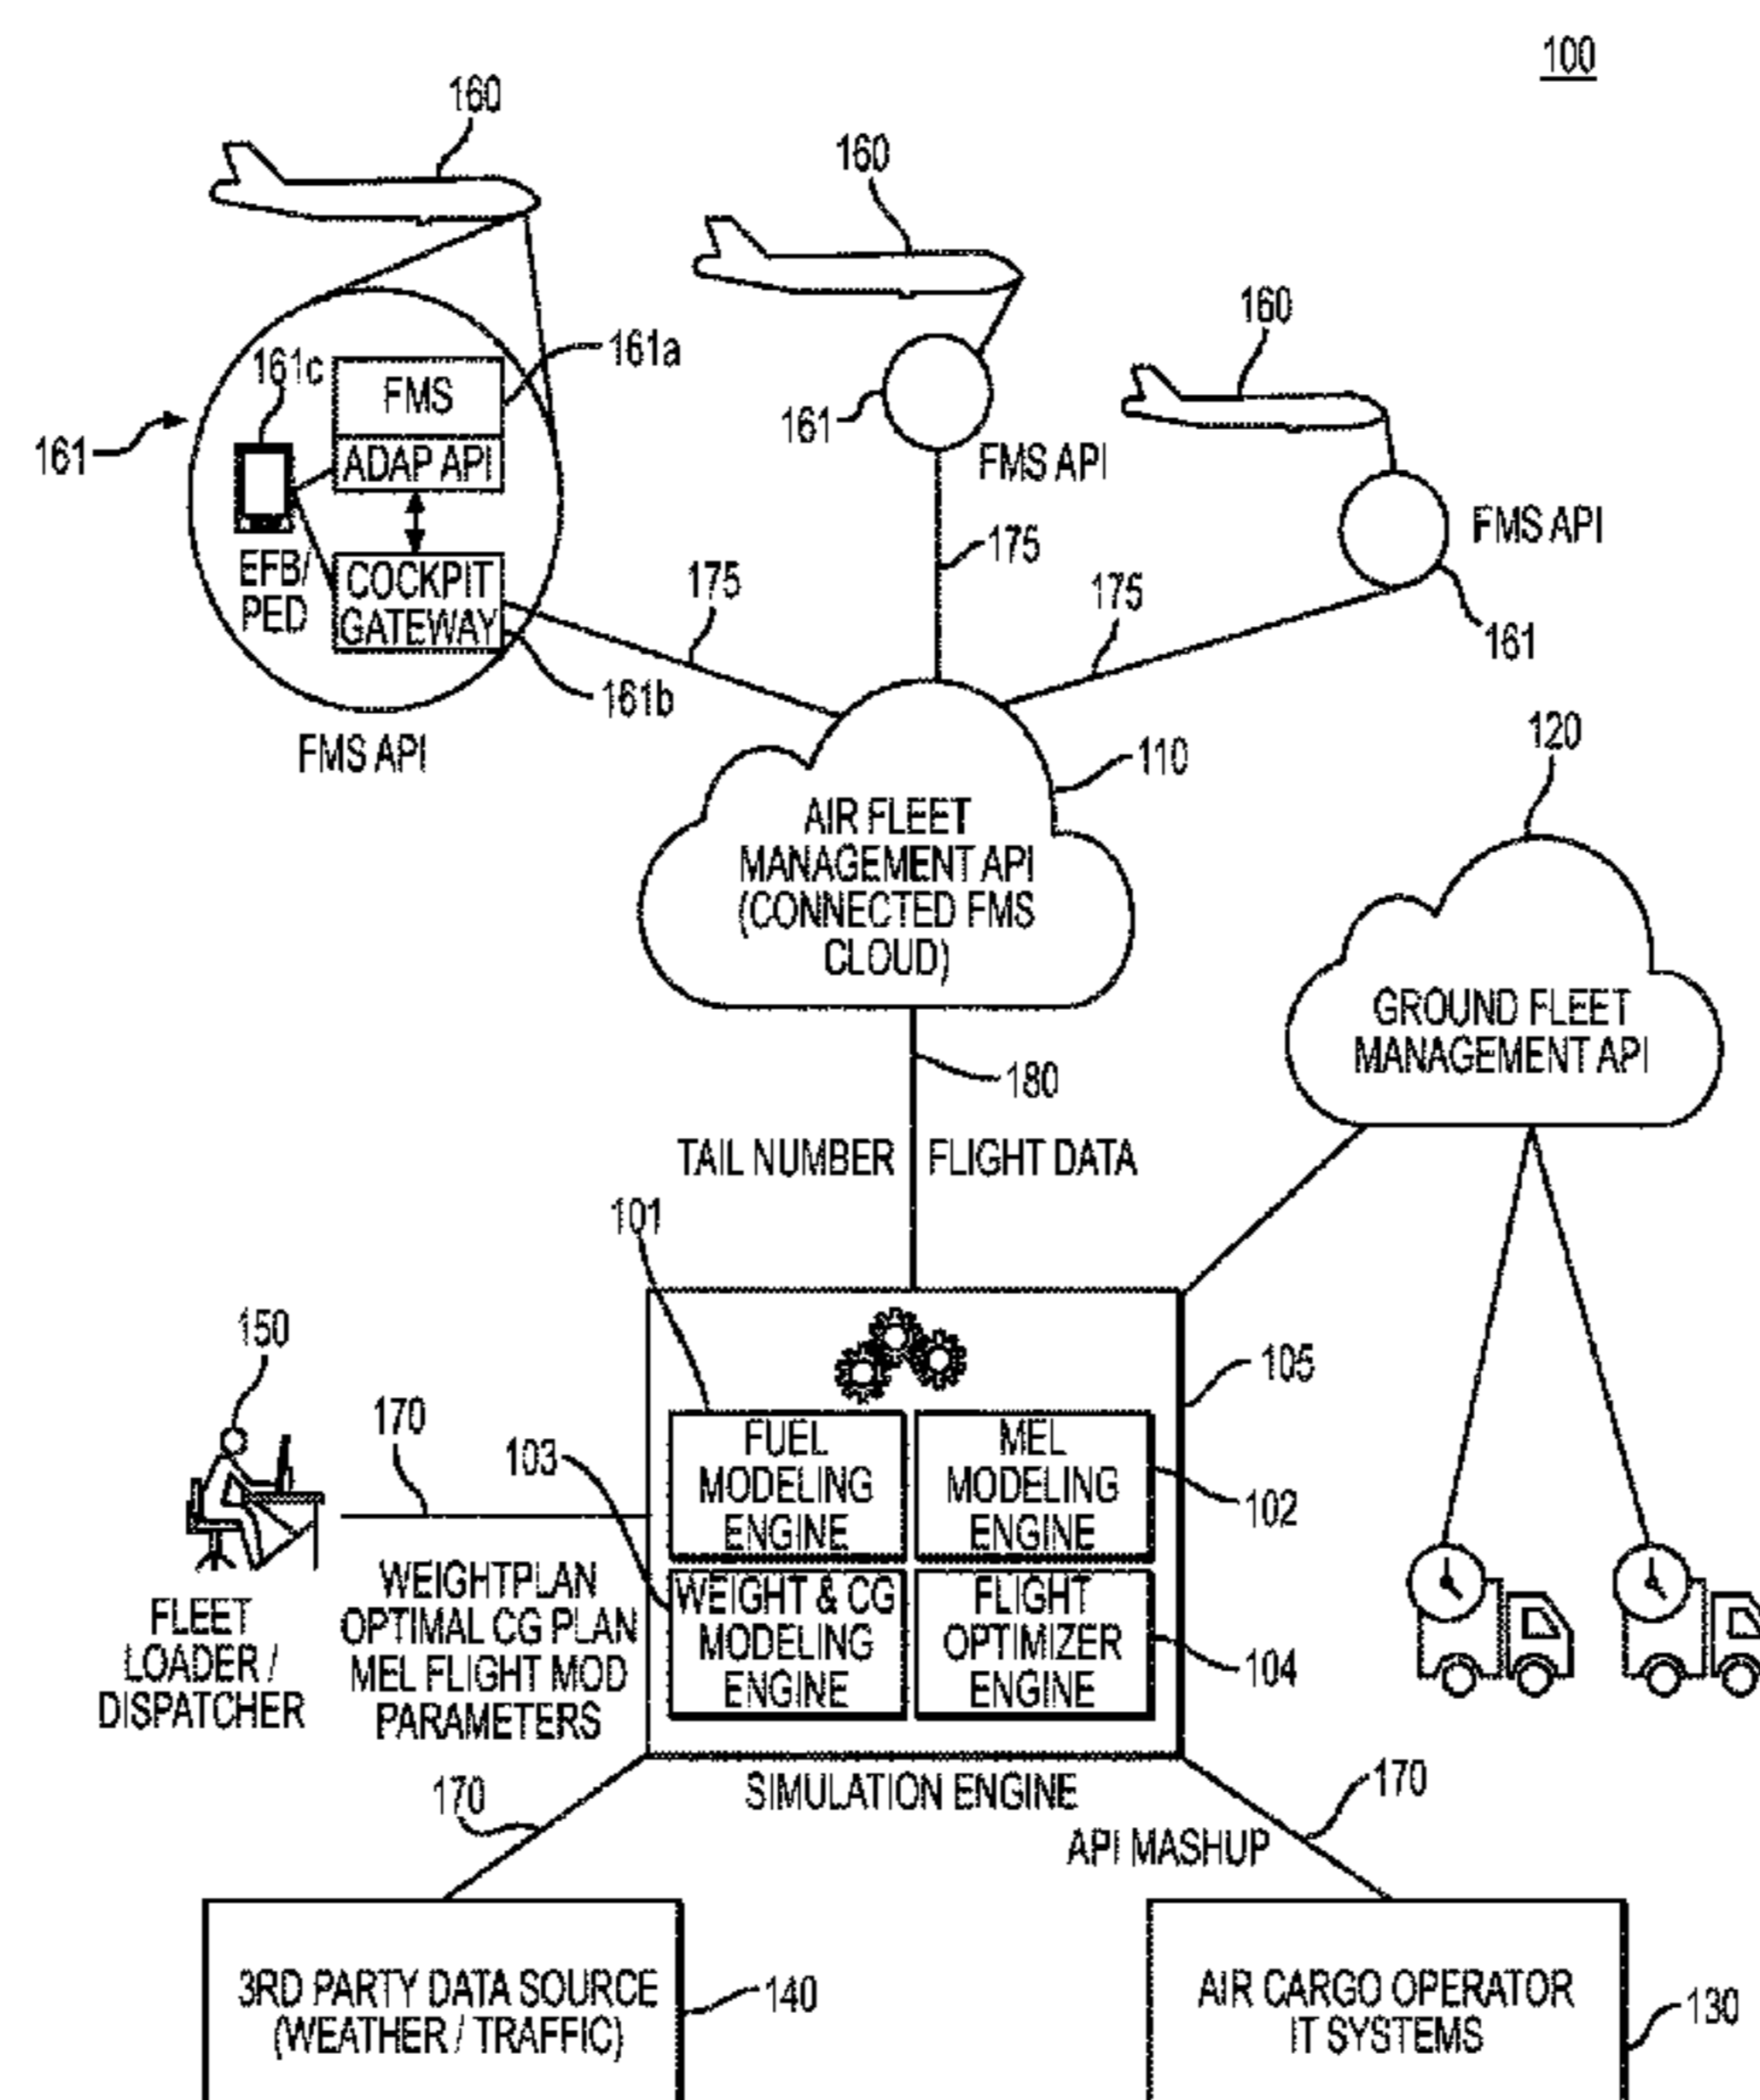 100
160
160
160
161c
161a
FMS
161
ADAP API
EFB/
PED
COCKPIT
GATEWAY
161b
FMS API
161
FMS API
175
175
175
FMS API
161
110
120
AIR FLEET
MANAGEMENT API
(CONNECTED FMS
CLOUD)
GROUND FLEET
MANAGEMENT API
180
TAIL NUMBER
FLIGHT DATA
101
150
105
170
103
FUEL
MODELING
ENGINE
MEL
MODELING
ENGINE
102
WEIGHT & CG
MODELING
ENGINE
FLIGHT
OPTIMIZER
ENGINE
104
FLEET
LOADER /
DISPATCHER
WEIGHTPLAN
OPTIMAL CG PLAN
MEL FLIGHT MOD
PARAMETERS
SIMULATION ENGINE
170
170
API MASHUP
3RD PARTY DATA SOURCE
(WEATHER / TRAFFIC)
140
AIR CARGO OPERATOR
IT SYSTEMS
130